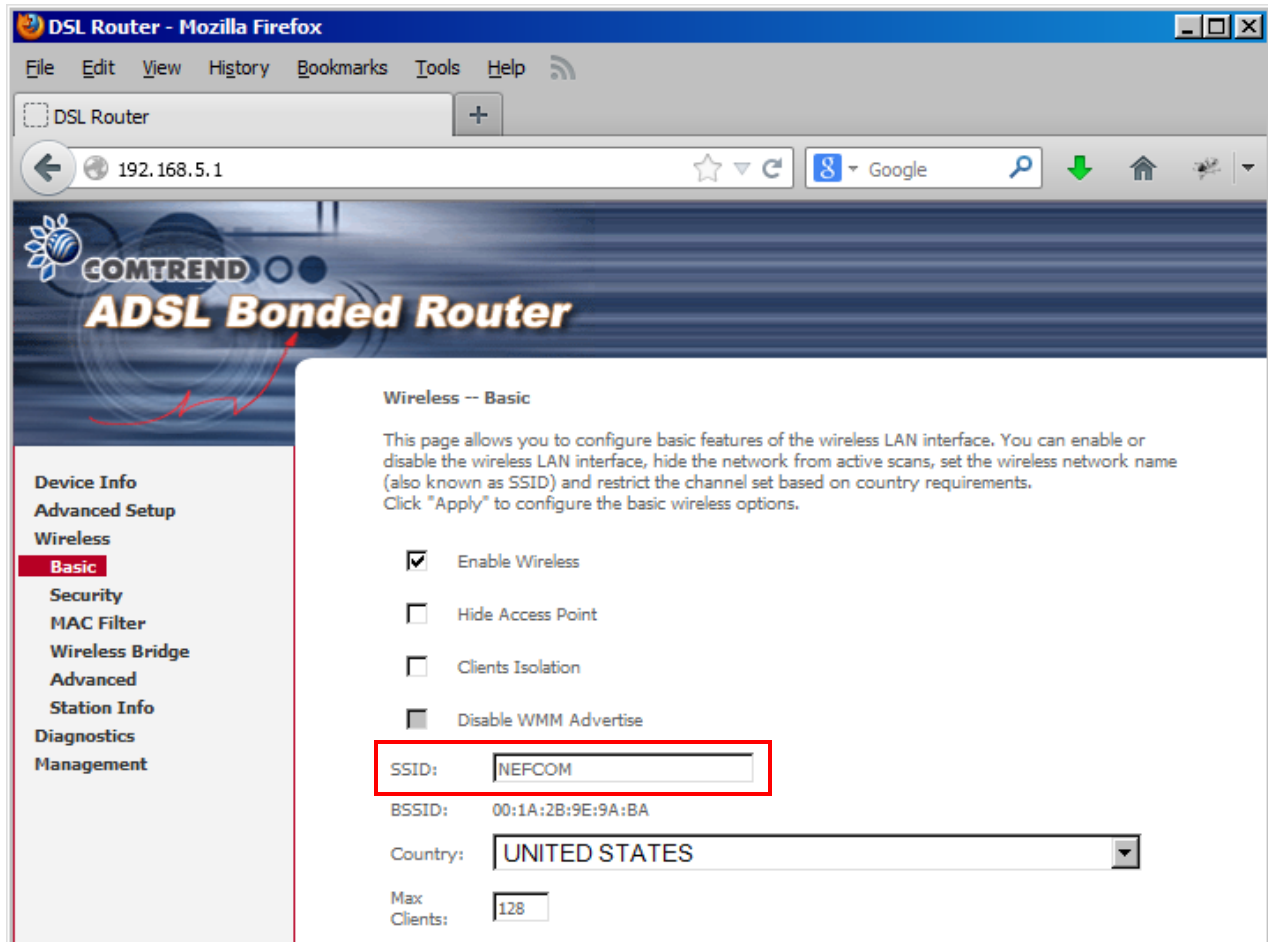 DSL Router - Mozilla Firefox
File Edit View History Bookmarks Tools Help
DSL Router
192.168.5.1
8 Google
COMTREND
ADSL Bonded Router
Device Info
Advanced Setup
Wireless
Basic
Security
MAC Filter
Wireless Bridge
Advanced
Station Info
Diagnostics
Management
Wireless -- Basic
This page allows you to configure basic features of the wireless LAN interface. You can enable or
disable the wireless LAN interface, hide the network from active scans, set the wireless network name
(also known as SSID) and restrict the channel set based on country requirements.
Click "Apply" to configure the basic wireless options.
Enable Wireless
Hide Access Point
Clients Isolation
Disable WMM Advertise
SSID: NEFCOM
BSSID: 00:1A:2B:9E:9A:BA
Country: UNITED STATES
Max
Clients: 128